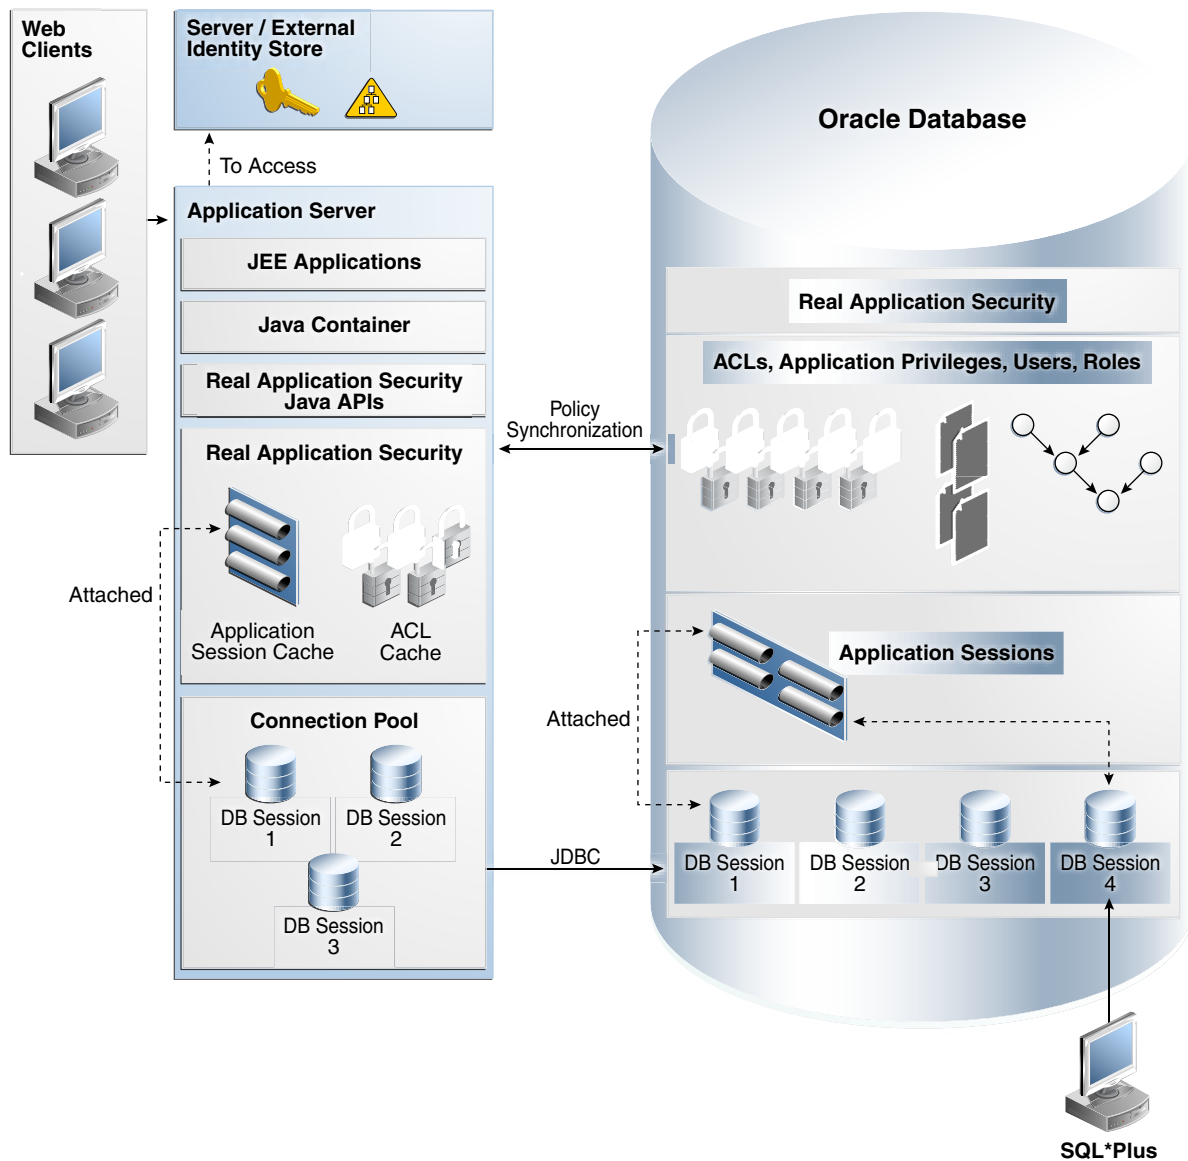 Web
Clients
Server / External
Identity Store
To Access
Application Server
JEE Applications
Java Container
Real Application Security
Java APIs
Real Application Security
Application
Session Cache
ACL
Cache
Attached
Connection Pool
DB Session
1
DB Session
2
DB Session
3
Policy
Synchronization
JDBC
Oracle Database
Real Application Security
ACLs, Application Privileges, Users, Roles
Application Sessions
Attached
DB Session
1
DB Session
2
DB Session
3
DB Session
4
SQL*Plus